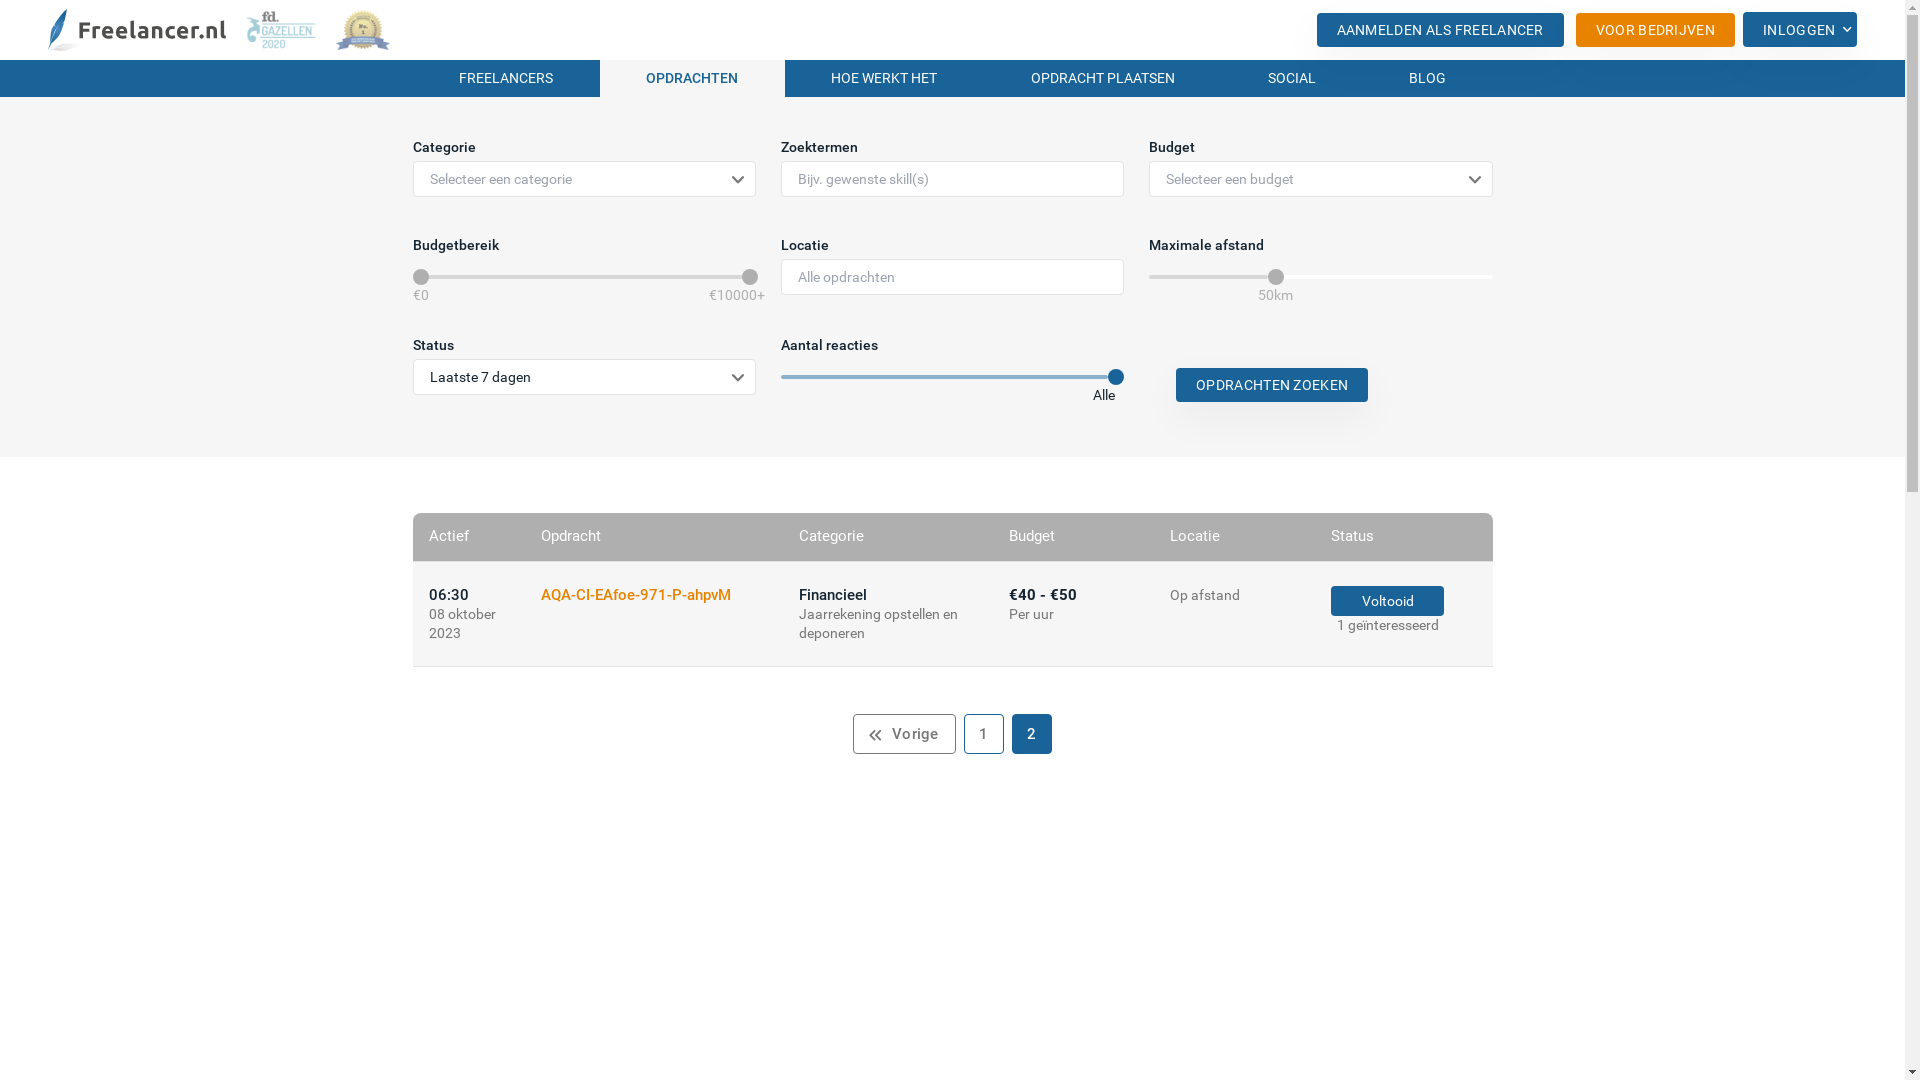 Freelancer.nl
fd.
GAZELLEN
2020
AANMELDEN ALS FREELANCER
VOOR BEDRIJVEN
INLOGGEN
FREELANCERS
OPDRACHTEN
HOE WERKT HET
OPDRACHT PLAATSEN
SOCIAL
BLOG
Categorie
Selecteer een categorie
Zoektermen
Bijv. gewenste skill(s)
Budget
Selecteer een budget
Budgetbereik
€0
€10000+
Locatie
Alle opdrachten
Maximale afstand
50km
Status
Laatste 7 dagen
Aantal reacties
Alle
OPDRACHTEN ZOEKEN
Actief
Opdracht
Categorie
Budget
Locatie
Status
06:30
08 oktober
2023
AQA-CI-EAfoe-971-P-ahpvM
Financieel
Jaarrekening opstellen en
deponeren
€40 - €50
Per uur
Op afstand
Voltooid
1 geïnteresseerd
Vorige
1
2